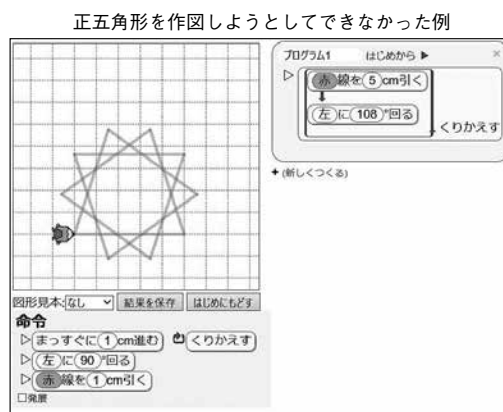 正五角形を作図しようとしてできなかった例
プログラム1 はじめから ▶ ×
▷ 赤 線を 5 cm引く
↓
左 に 108 °回る
くりかえす
+ (新しくつくる)
図形見本: なし 結果を保存 はじめにもどす
命令
▷ まっすぐに 1 cm進む くりかえす
▷ 左 に 90 °回る
▷ 赤 線を 1 cm引く
□発展